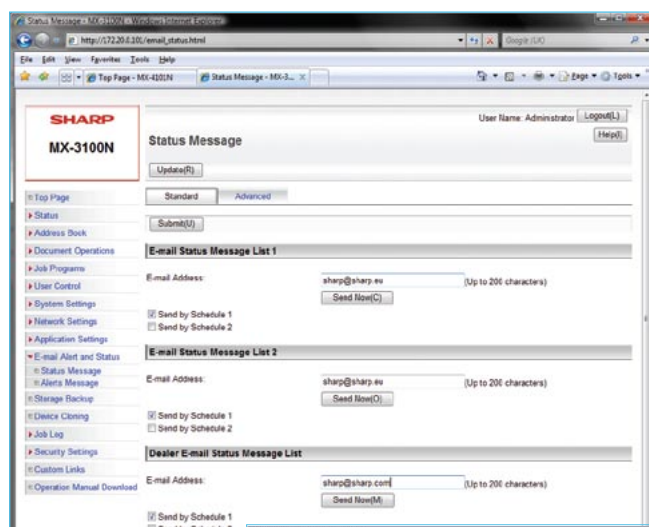 Status Message - MX-3100N - Windows Internet Explorer
http://172.20.0.101/email_status.html
Google (UK)
File Edit View Favorites Tools Help
Top Page - MX-4101N
Status Message - MX-3...
Page Tools
SHARP
MX-3100N
User Name: Administrator
Logout(L)
Help(I)
Status Message
Update(R)
Standard
Advanced
Submit(U)
Top Page
Status
Address Book
Document Operations
Job Programs
User Control
System Settings
Network Settings
Application Settings
E-mail Alert and Status
Status Message
Alerts Message
Storage Backup
Device Cloning
Job Log
Security Settings
Custom Links
Operation Manual Download
E-mail Status Message List 1
E-mail Address: sharp@sharp.eu (Up to 200 characters)
Send Now(C)
Send by Schedule 1
Send by Schedule 2
E-mail Status Message List 2
E-mail Address: sharp@sharp.eu (Up to 200 characters)
Send Now(O)
Send by Schedule 1
Send by Schedule 2
Dealer E-mail Status Message List
E-mail Address: sharp@sharp.com (Up to 200 characters)
Send Now(M)
Send by Schedule 1